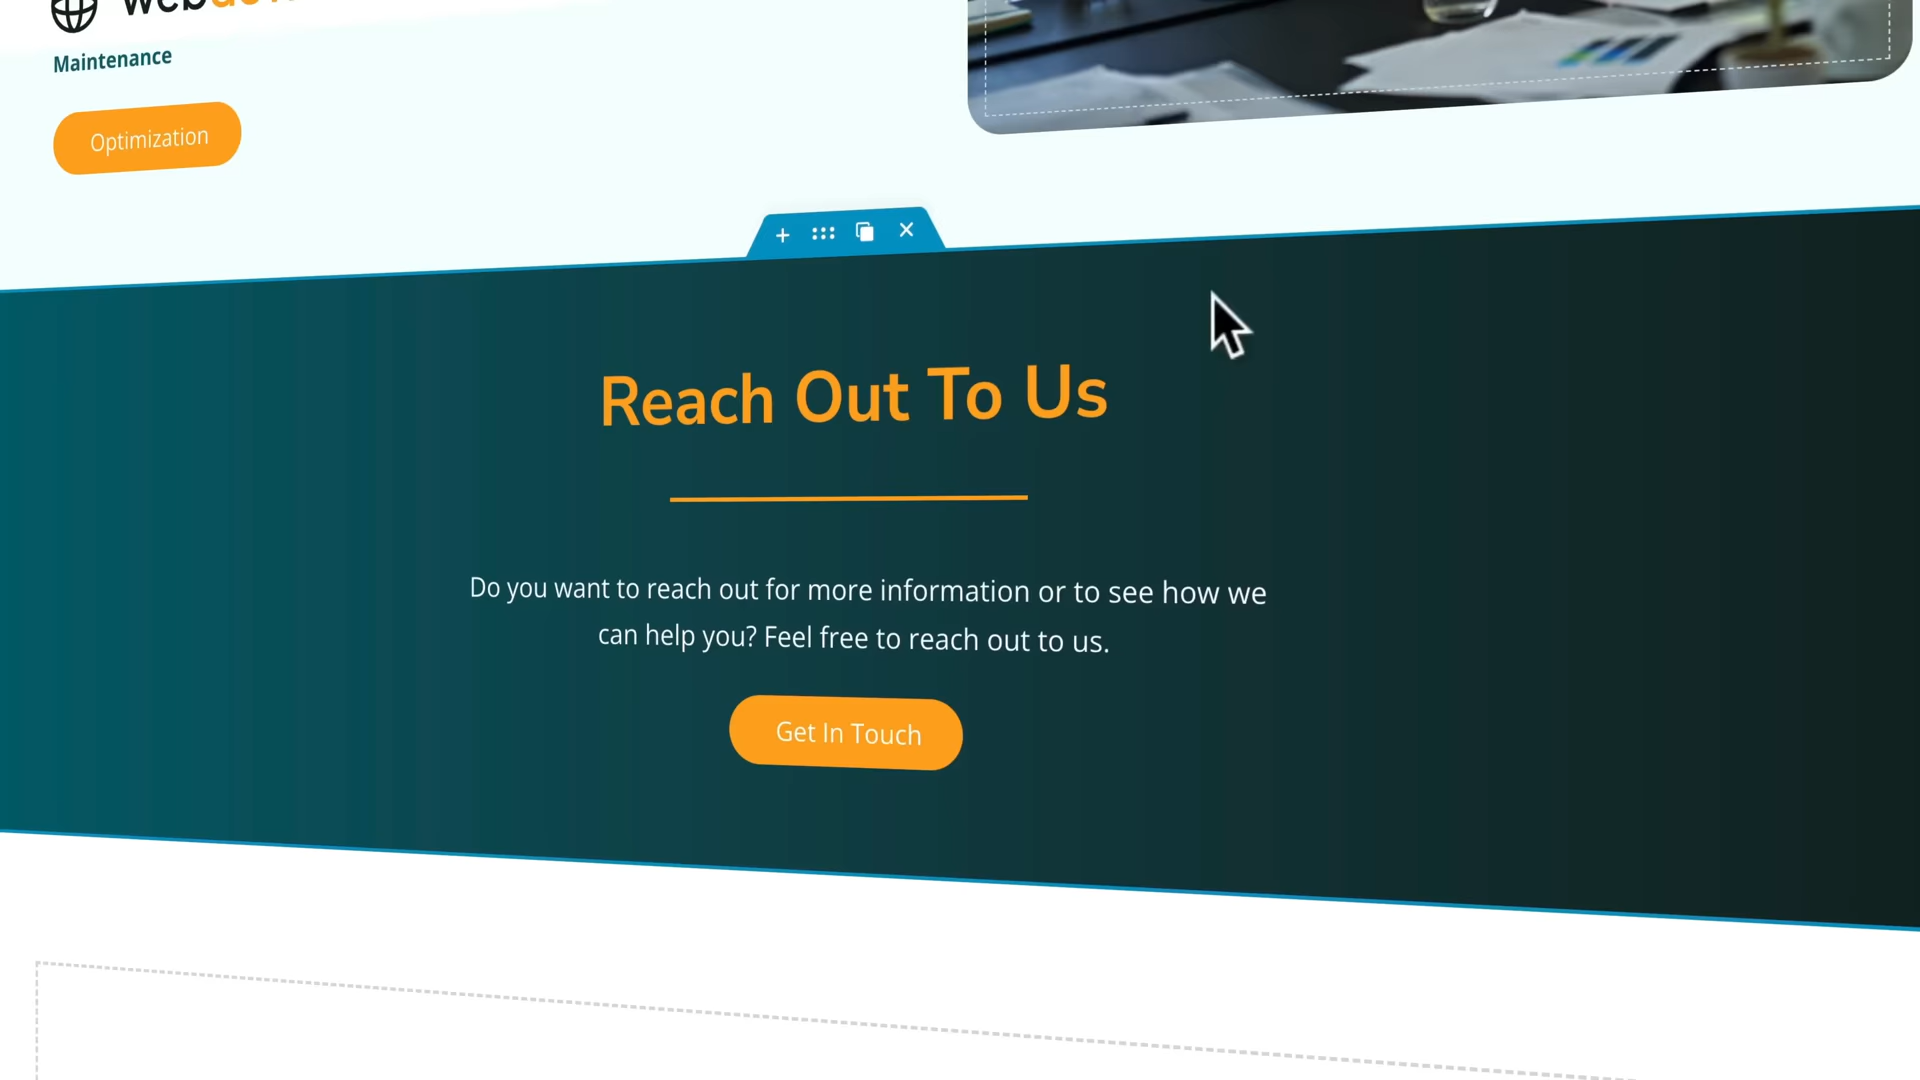 Maintenance
Optimization
Reach Out To Us
Do you want to reach out for more information or to see how we
can help you? Feel free to reach out to us.
Get In Touch